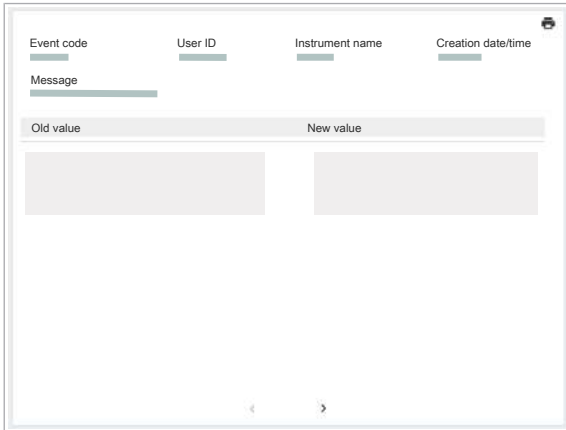 Event code User ID Instrument name Creation date/time
Message
Old value New value